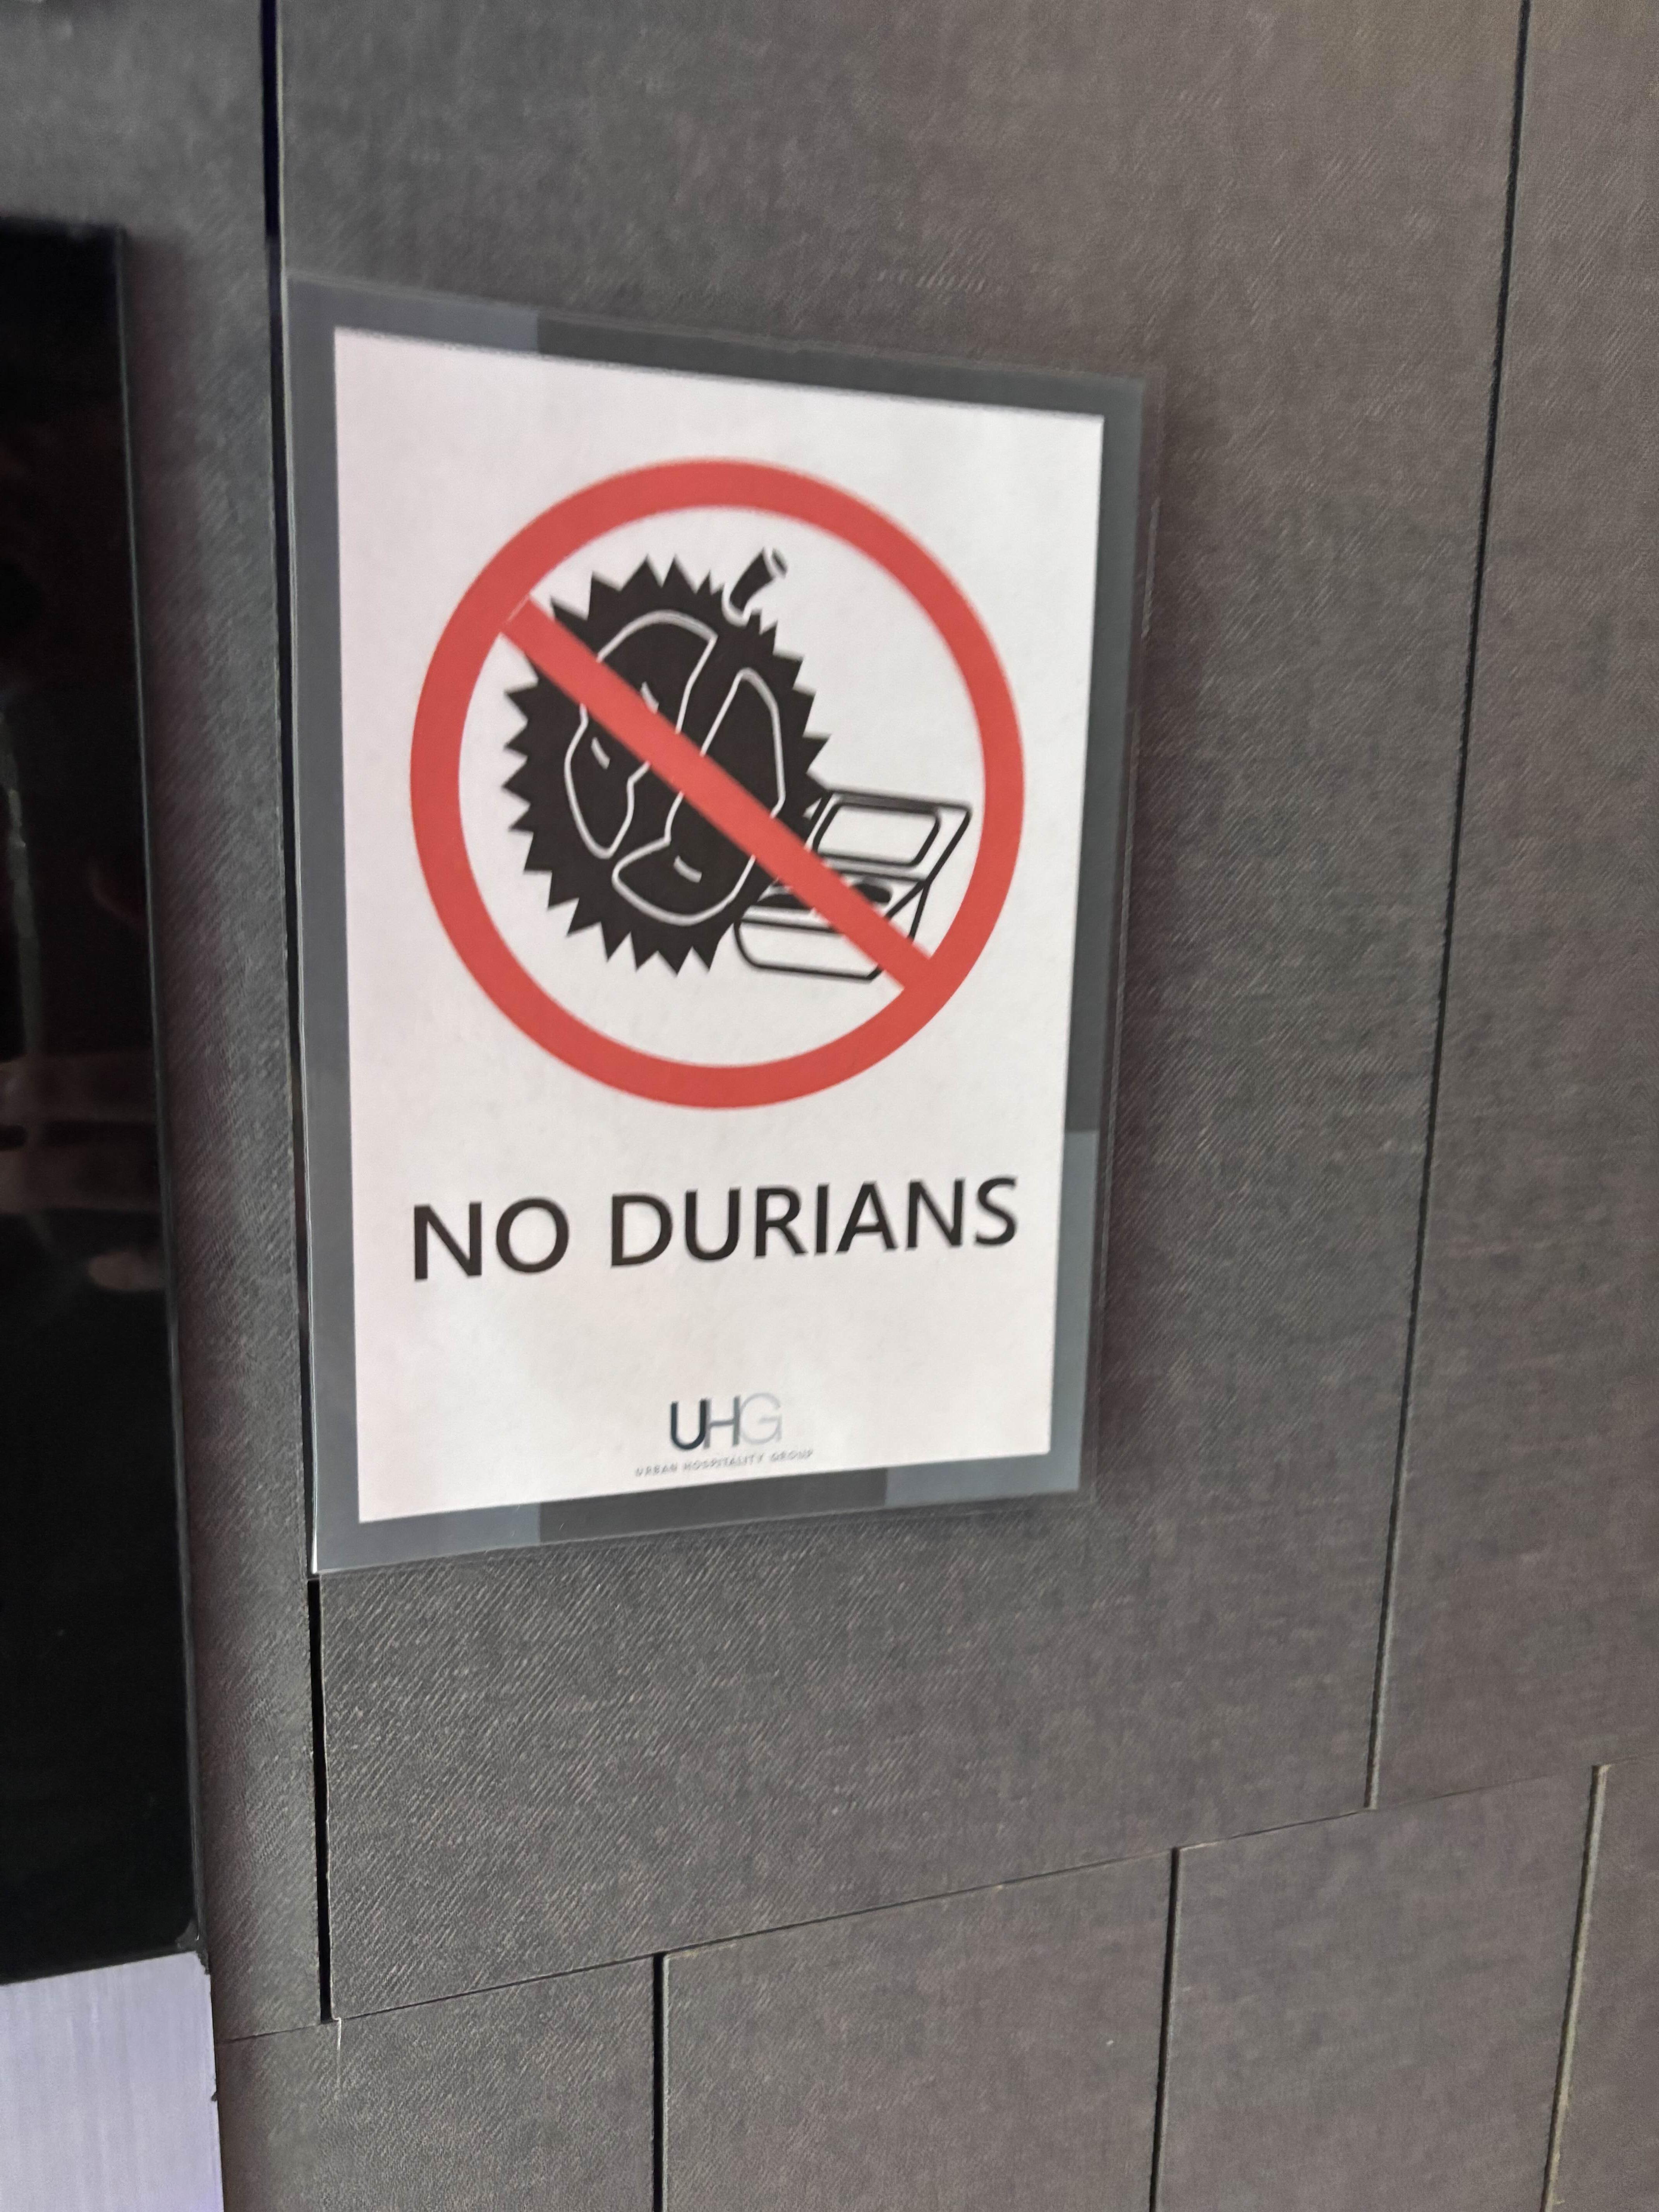 NO DURIANS
UHG
URBAN HOSPITALITY GROUP